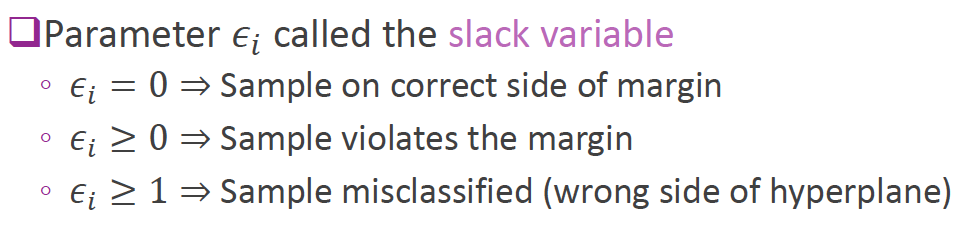 Parameter ϵᵢ called the slack variable
ϵᵢ = 0 ⇒ Sample on correct side of margin
ϵᵢ ≥ 0 ⇒ Sample violates the margin
ϵᵢ ≥ 1 ⇒ Sample misclassified (wrong side of hyperplane)